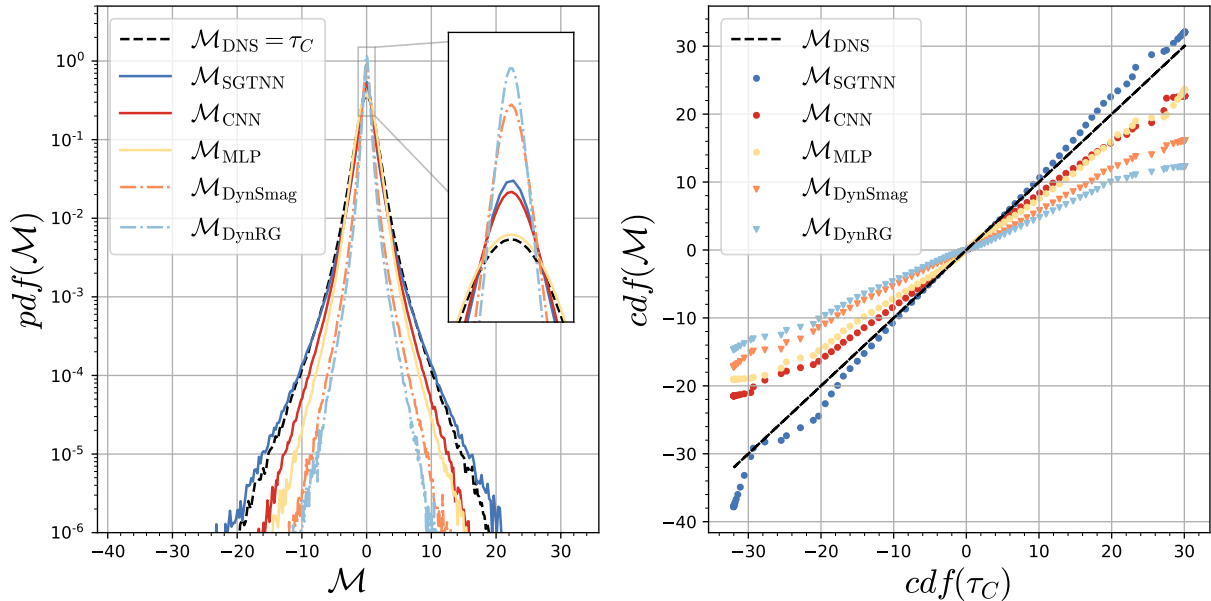 pdf(ℳ)
10⁰
10⁻¹
10⁻²
10⁻³
10⁻⁴
10⁻⁵
10⁻⁶
ℳ_DNS = τ_C
ℳ_SGTNN
ℳ_CNN
ℳ_MLP
ℳ_DynSmag
ℳ_DynRG
−40 −30 −20 −10 0 10 20 30
ℳ
cdf(ℳ)
30
20
10
0
−10
−20
−30
−40
ℳ_DNS
ℳ_SGTNN
ℳ_CNN
ℳ_MLP
ℳ_DynSmag
ℳ_DynRG
−30 −20 −10 0 10 20 30
cdf(τ_C)